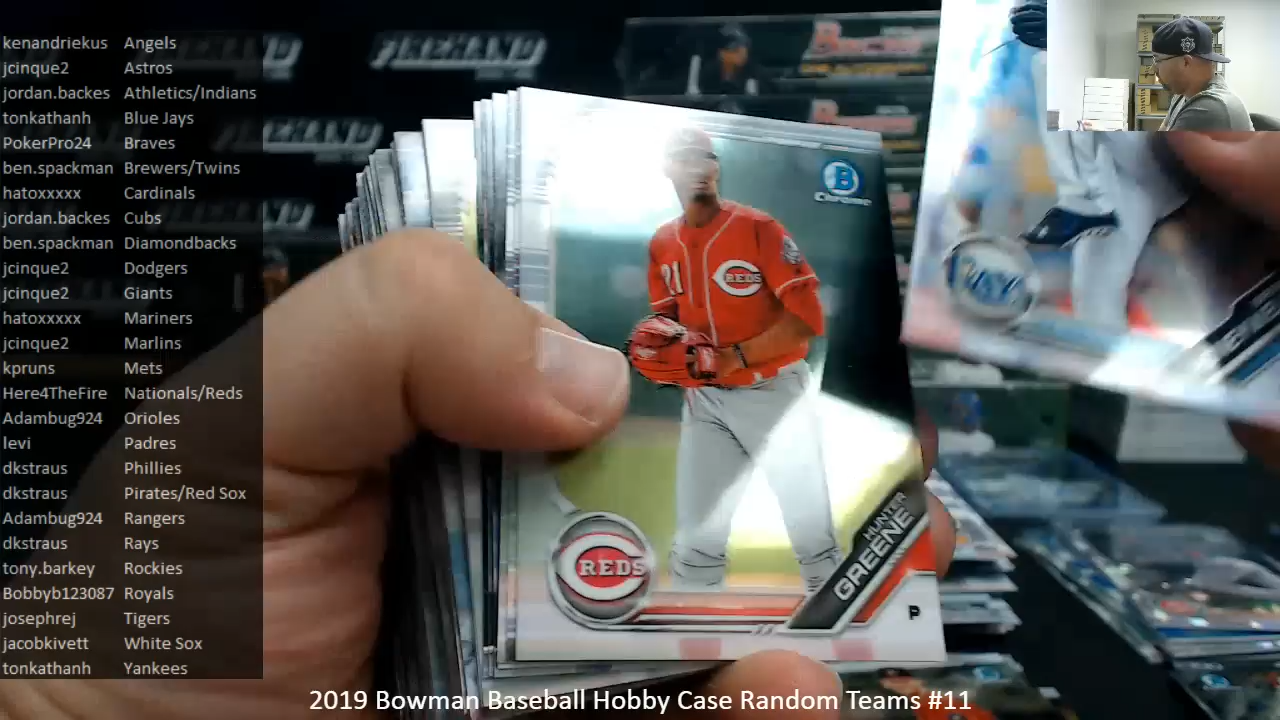 kenandriekus Angels
jcinque2 Astros
jordan.backes Athletics/Indians
tonkathanh Blue Jays
PokerPro24 Braves
ben.spackman Brewers/Twins
hatoxxxxx Cardinals
jordan.backes Cubs
ben.spackman Diamondbacks
jcinque2 Dodgers
jcinque2 Giants
hatoxxxxx Mariners
jcinque2 Marlins
kpruns Mets
Here4TheFire Nationals/Reds
Adambug924 Orioles
levi Padres
dkstraus Phillies
dkstraus Pirates/Red Sox
Adambug924 Rangers
dkstraus Rays
tony.barkey Rockies
Bobbyb123087 Royals
josephrej Tigers
jacobkivett White Sox
tonkathanh Yankees
Bowman
Bowman
B
Chrome
21
REDS
REDS
HUNTER
GREENE
P
RAYS
2019 Bowman Baseball Hobby Case Random Teams #11